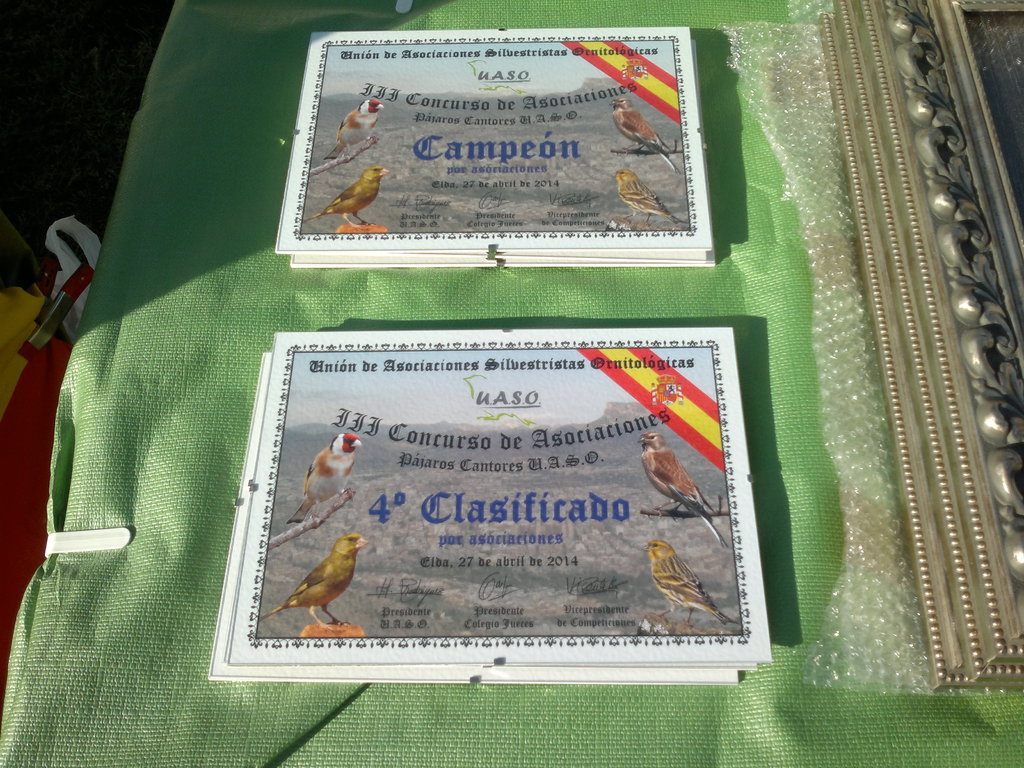 Unión de Asociaciones Silvestristas Ornitológicas
U.A.S.O.
III Concurso de Asociaciones
Pájaros Cantores U.A.S.O.
Campeón
por asociaciones
Elda, 27 de abril de 2014
Presidente Presidente Vicepresidente
U.A.S.O. Colegio Jueces de Competiciones
Unión de Asociaciones Silvestristas Ornitológicas
U.A.S.O.
III Concurso de Asociaciones
Pájaros Cantores U.A.S.O.
4º Clasificado
por asociaciones
Elda, 27 de abril de 2014
Presidente Presidente Vicepresidente
U.A.S.O. Colegio Jueces de Competiciones